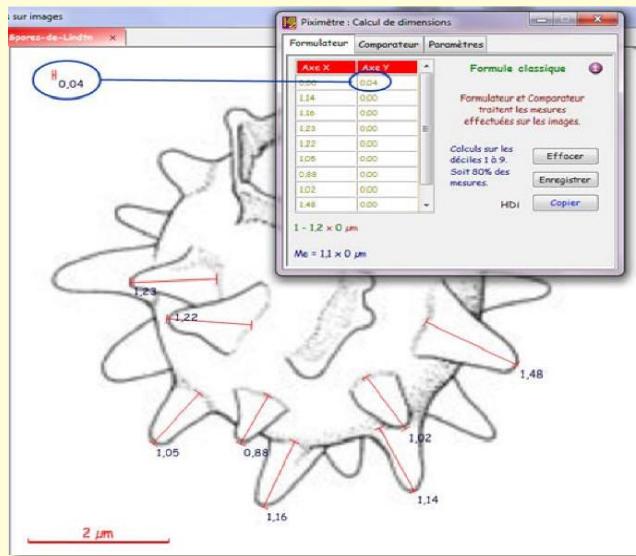 s sur images
Spores-de-Lindtn ×
0,04
Piximètre : Calcul de dimensions
Formulateur Comparateur Paramètres
Axe X Axe Y
0,00 0,04
1,14 0,00
1,16 0,00
1,23 0,00
1,22 0,00
1,05 0,00
0,88 0,00
1,02 0,00
1,48 0,00
Formule classique
Formulateur et Comparateur
traitent les mesures
effectuées sur les images.
Calculs sur les
déciles 1 à 9.
Soit 80% des
mesures.
Effacer
Enregistrer
HDi Copier
1 - 1,2 × 0 µm
Me = 1,1 × 0 µm
1,23
1,22
1,48
1,05
0,88
1,02
1,14
1,16
2 µm